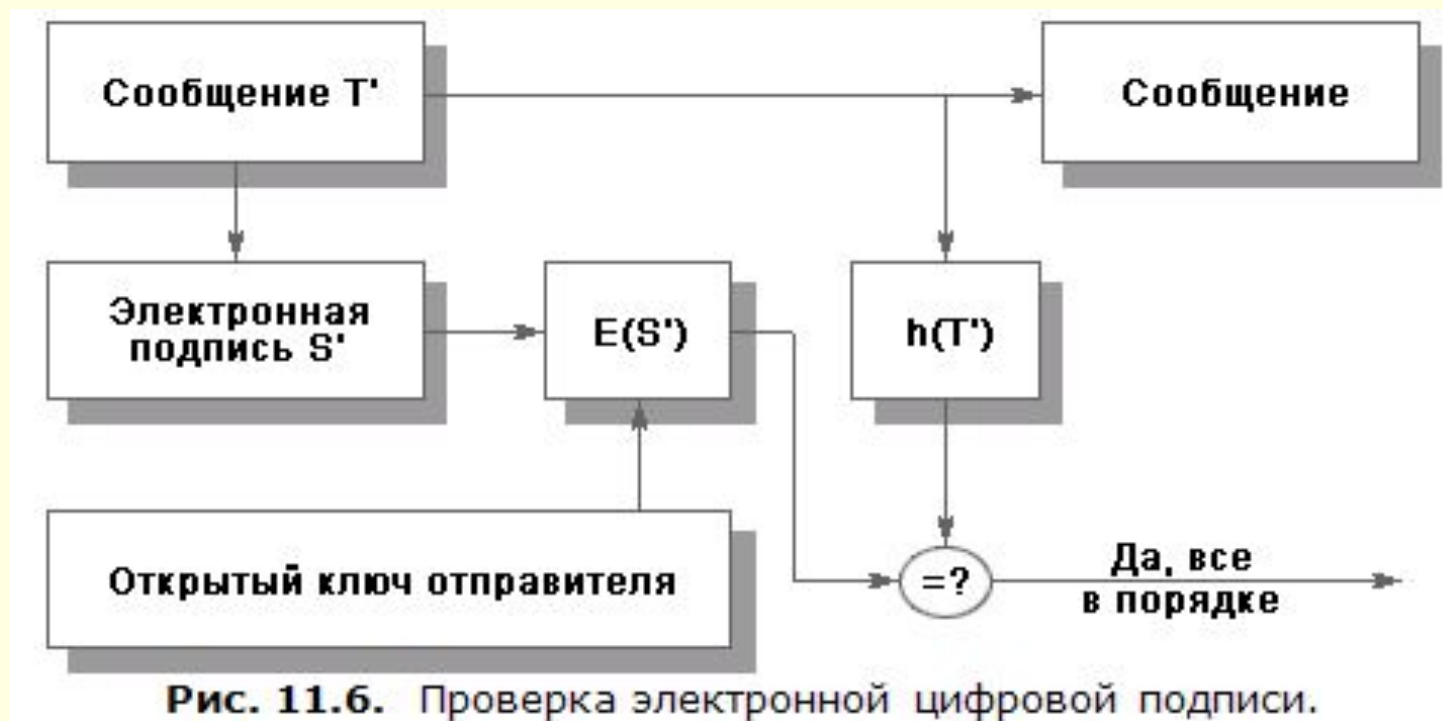 Сообщение T'
Сообщение
Электронная
подпись S'
E(S')
h(T')
Открытый ключ отправителя
=?
Да, все
в порядке
Рис. 11.6. Проверка электронной цифровой подписи.